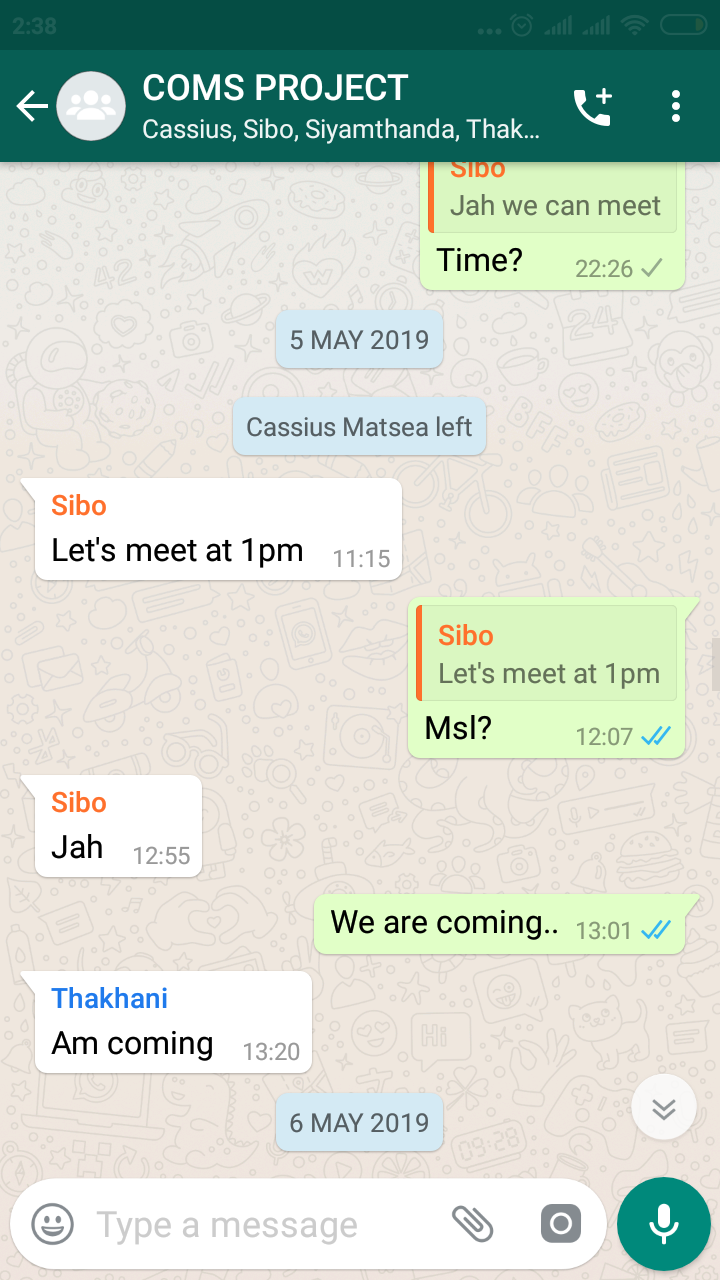 2:38
COMS PROJECT
Cassius, Sibo, Siyamthanda, Thak...
Sibo
Jah we can meet
Time? 22:26
5 MAY 2019
Cassius Matsea left
Sibo
Let's meet at 1pm 11:15
Sibo
Let's meet at 1pm
Msl? 12:07
Sibo
Jah 12:55
We are coming.. 13:01
Thakhani
Am coming 13:20
6 MAY 2019
Type a message